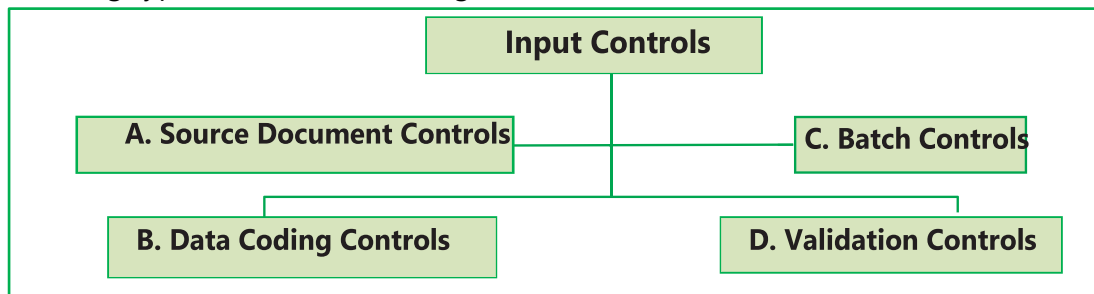 Input Controls
A. Source Document Controls
C. Batch Controls
B. Data Coding Controls
D. Validation Controls